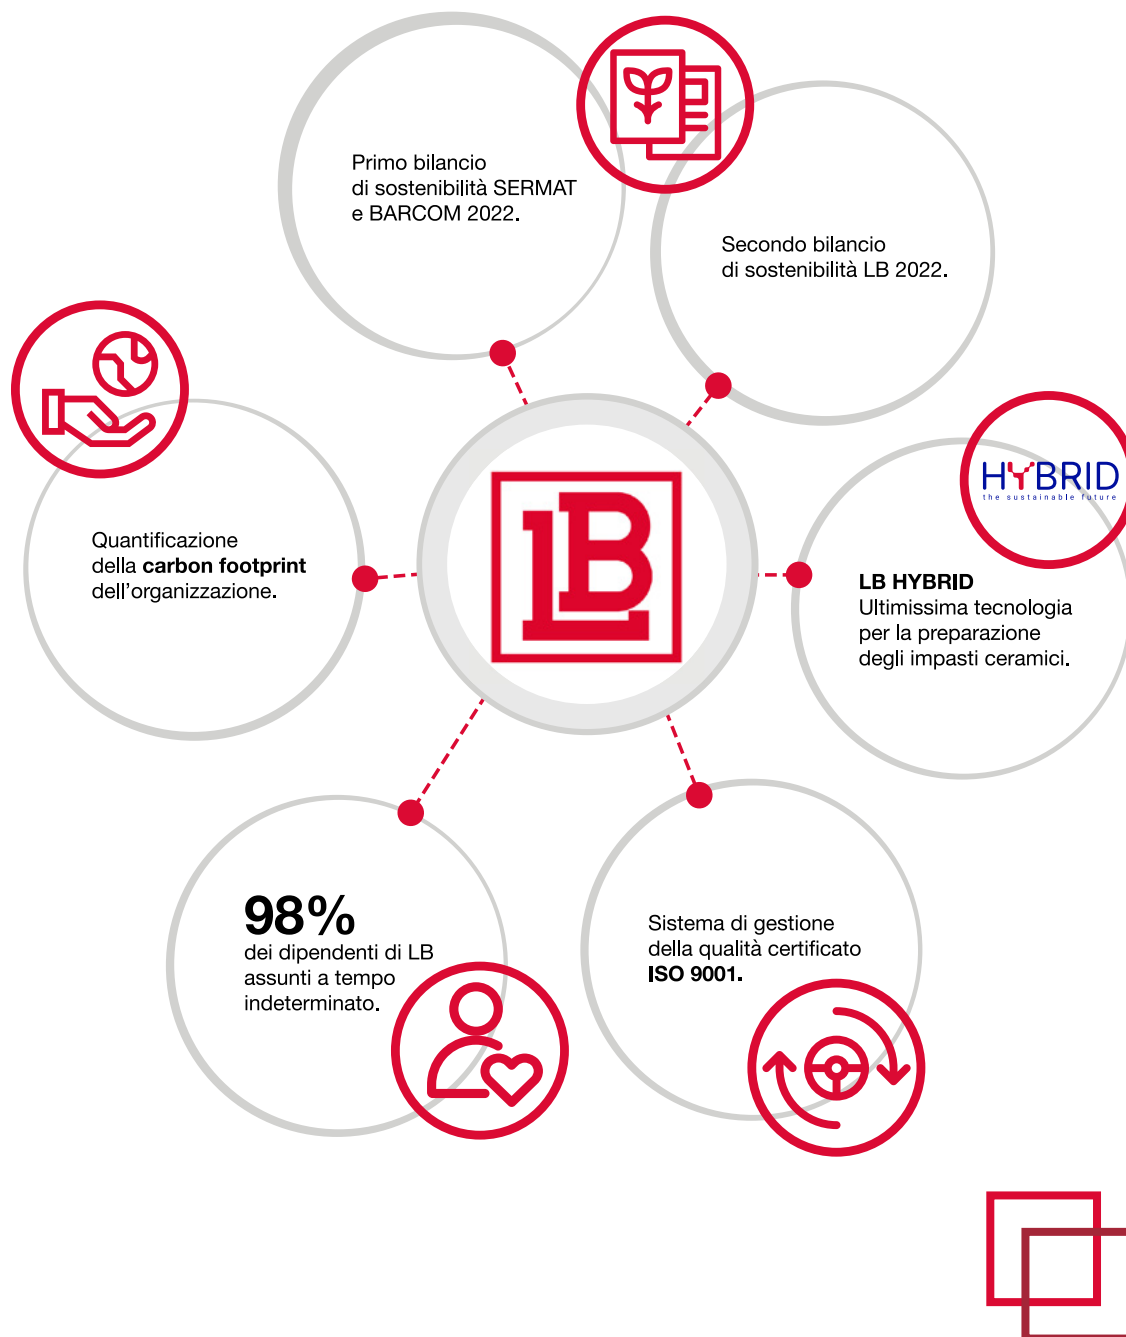 Primo bilancio
di sostenibilità SERMAT
e BARCOM 2022.
Secondo bilancio
di sostenibilità LB 2022.
HYBRID
the sustainable future
LB HYBRID
Ultimissima tecnologia
per la preparazione
degli impasti ceramici.
Quantificazione
della carbon footprint
dell'organizzazione.
LB
98%
dei dipendenti di LB
assunti a tempo
indeterminato.
Sistema di gestione
della qualità certificato
ISO 9001.